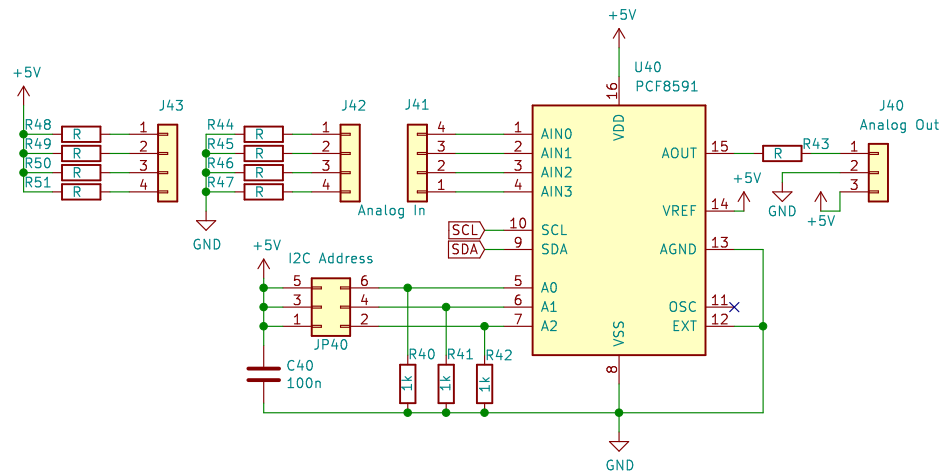 +5V
U40
PCF8591
+5V
J43
J42
J41
J40
Analog Out
R48 R 1
R49 R 2
R50 R 3
R51 R 4
R44 R 1
R45 R 2
R46 R 3
R47 R 4
GND
4 1 AIN0
3 2 AIN1
2 3 AIN2
1 4 AIN3
Analog In
16
VDD
AOUT 15 R R43 1
2
3
+5V
GND
+5V
VREF 14
SCL 10 SCL
SDA 9 SDA
AGND 13
+5V
I2C Address
5 6 5 A0
3 4 6 A1
1 2 7 A2
JP40
OSC 11
EXT 12
VSS
8
C40
100n
R40 R41 R42
1k 1k 1k
GND